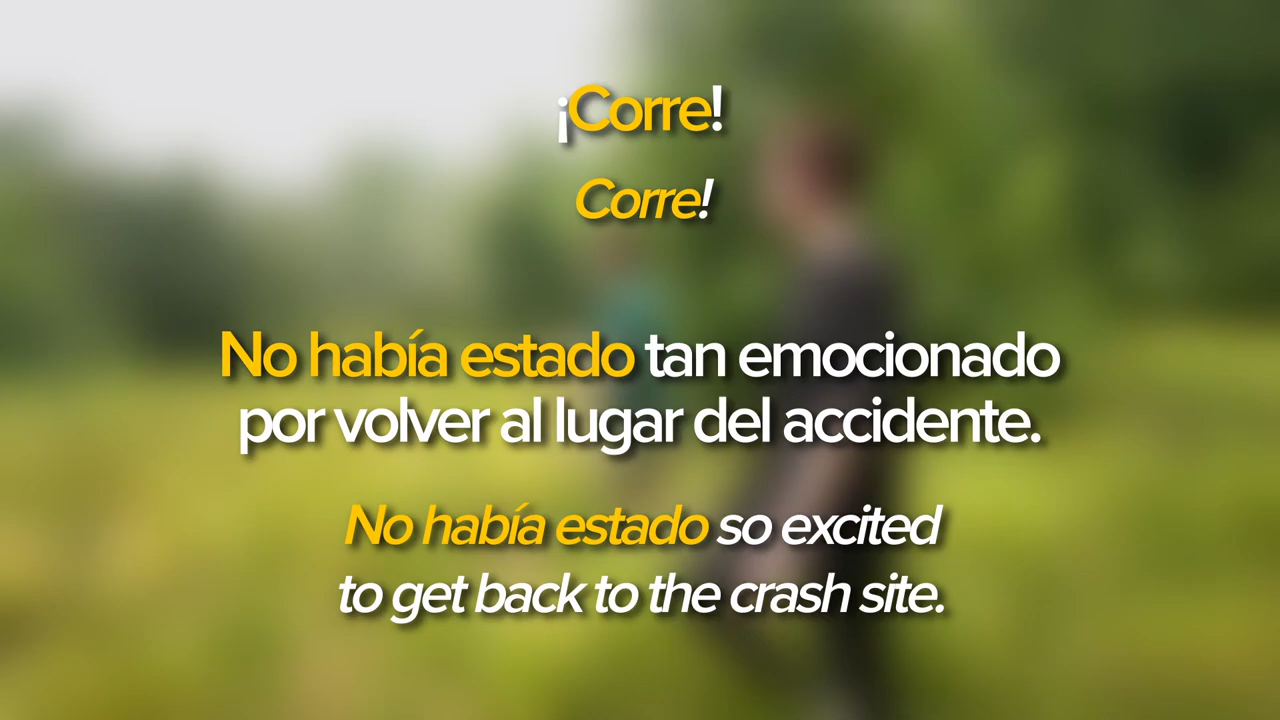 ¡Corre!
Corre!
No había estado tan emocionado
por volver al lugar del accidente.
No había estado so excited
to get back to the crash site.